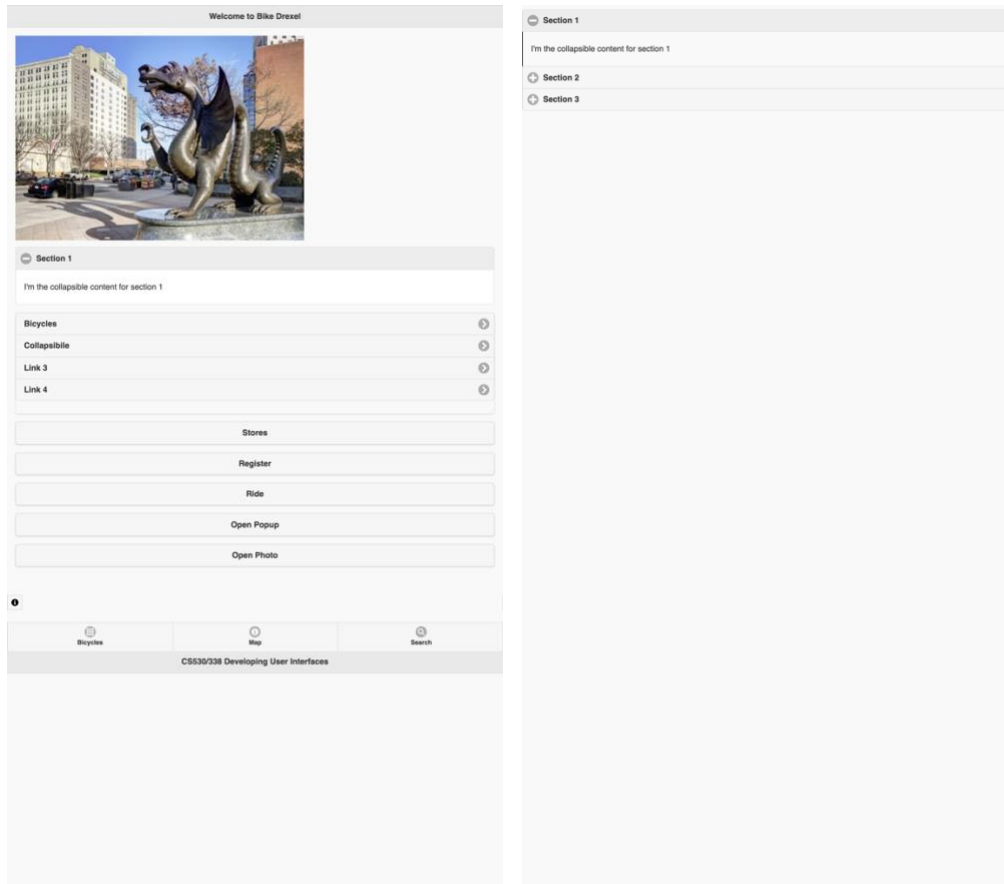 Welcome to Bike Drexel
Section 1
I'm the collapsible content for section 1
Bicycles
Collapsibile
Link 3
Link 4
Stores
Register
Ride
Open Popup
Open Photo
Bicycles Map Search
CS530/338 Developing User Interfaces
Section 1
I'm the collapsible content for section 1
Section 2
Section 3